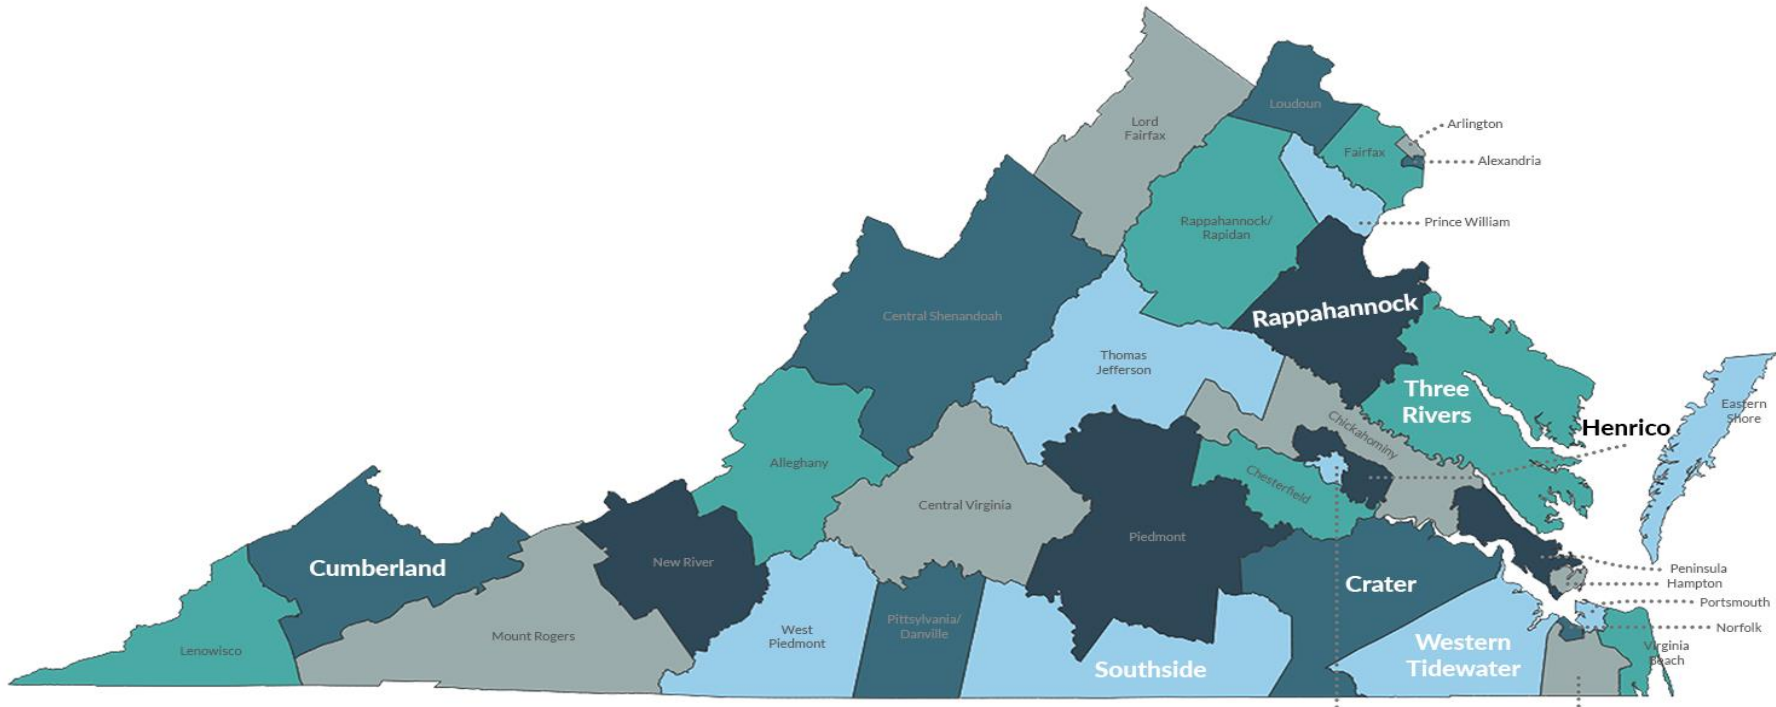 Lord
Fairfax
Loudoun
Arlington
Fairfax
Alexandria
Rappahannock/
Rapidan
Prince William
Central Shenandoah
Rappahannock
Thomas
Jefferson
Three
Rivers
Eastern
Shore
Henrico
Chickahominy
Alleghany
Chesterfield
Central Virginia
Piedmont
Cumberland
New River
Peninsula
Hampton
Crater
Portsmouth
Norfolk
Pittsylvania/
Danville
West
Piedmont
Mount Rogers
Lenowisco
Southside
Western
Tidewater
Virginia
Beach